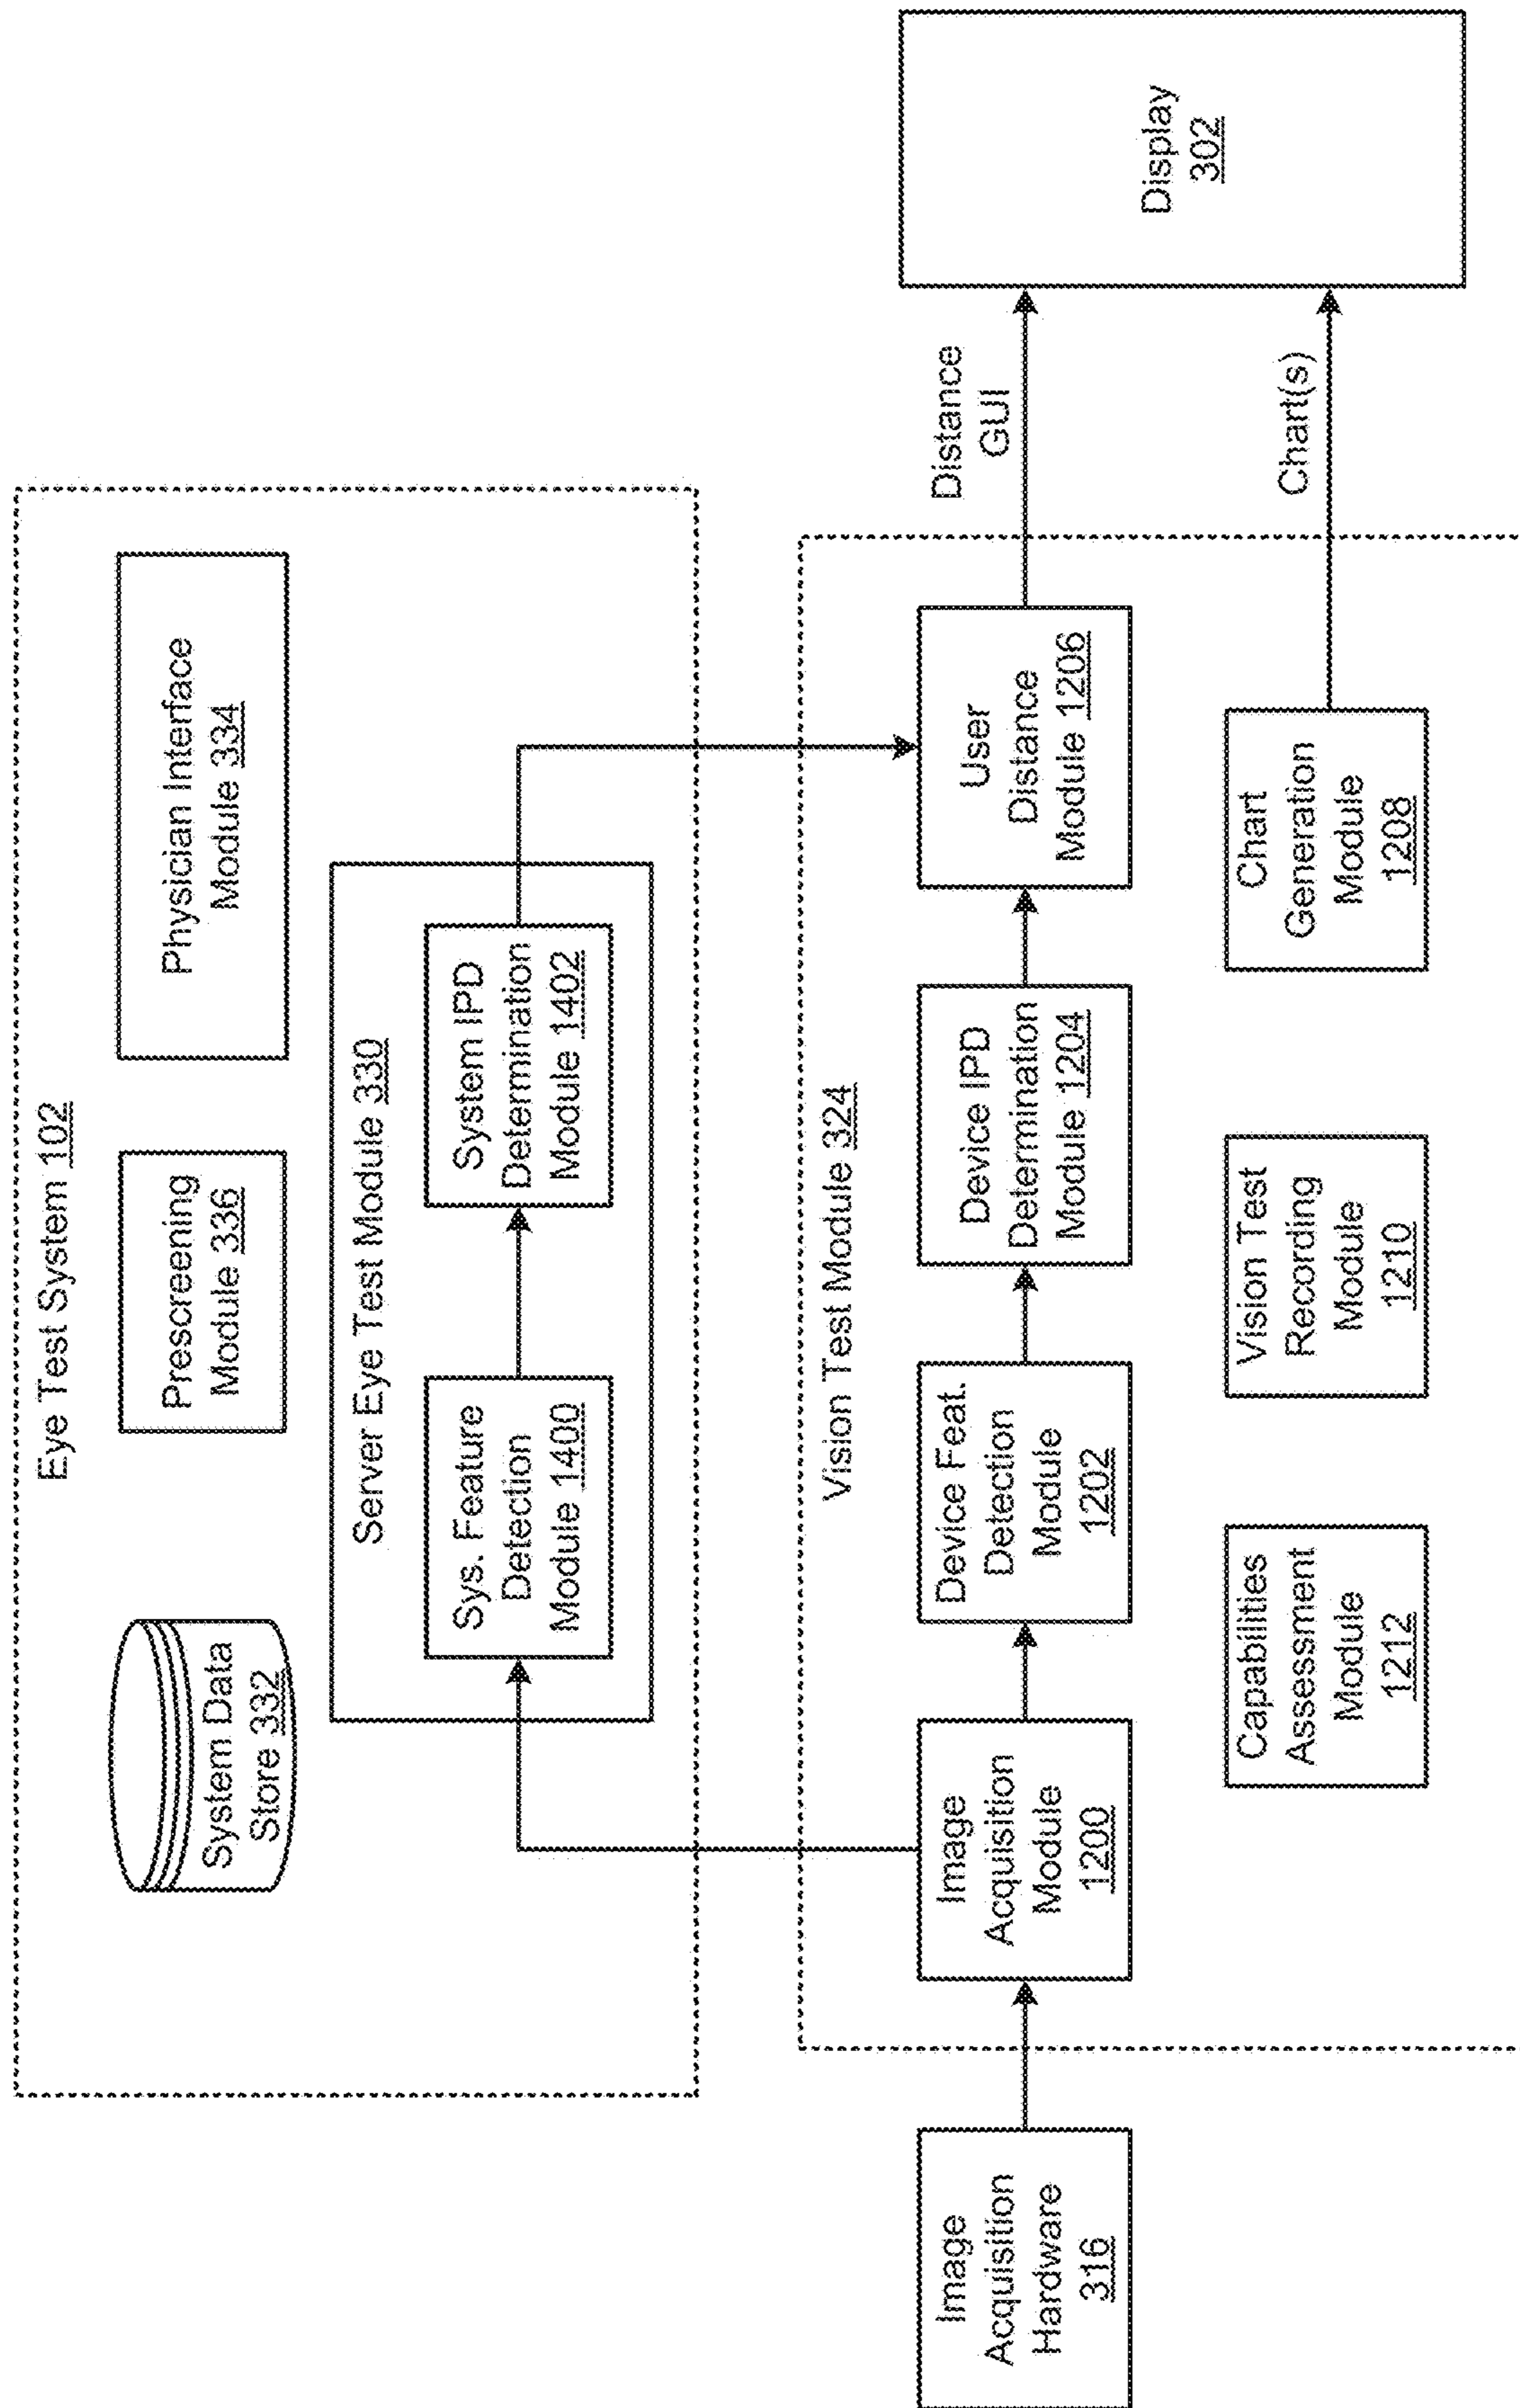 Eye Test System 102
System Data
Store 332
Prescreening
Module 336
Physician Interface
Module 334
Server Eye Test Module 330
Sys. Feature
Detection
Module 1400
System IPD
Determination
Module 1402
Vision Test Module 324
Image
Acquisition
Hardware
316
Image
Acquisition
Module
1200
Device Feat.
Detection
Module
1202
Device IPD
Determination
Module 1204
User
Distance
Module 1206
Distance
GUI
Display
302
Capabilities
Assessment
Module
1212
Vision Test
Recording
Module
1210
Chart
Generation
Module
1208
Chart(s)